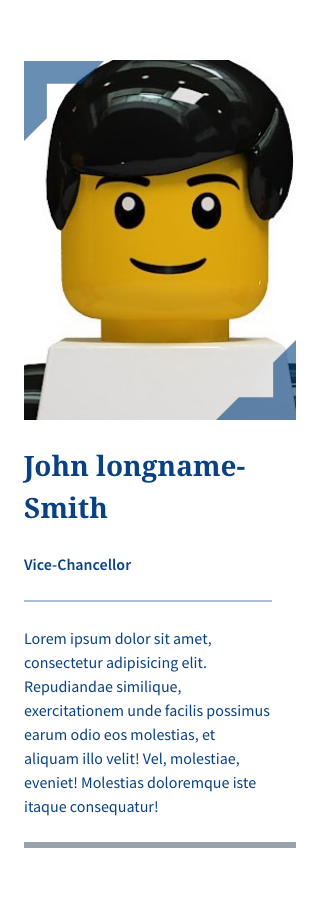 John longname-
Smith
Vice-Chancellor
Lorem ipsum dolor sit amet,
consectetur adipisicing elit.
Repudiandae similique,
exercitationem unde facilis possimus
earum odio eos molestias, et
aliquam illo velit! Vel, molestiae,
eveniet! Molestias doloremque iste
itaque consequatur!